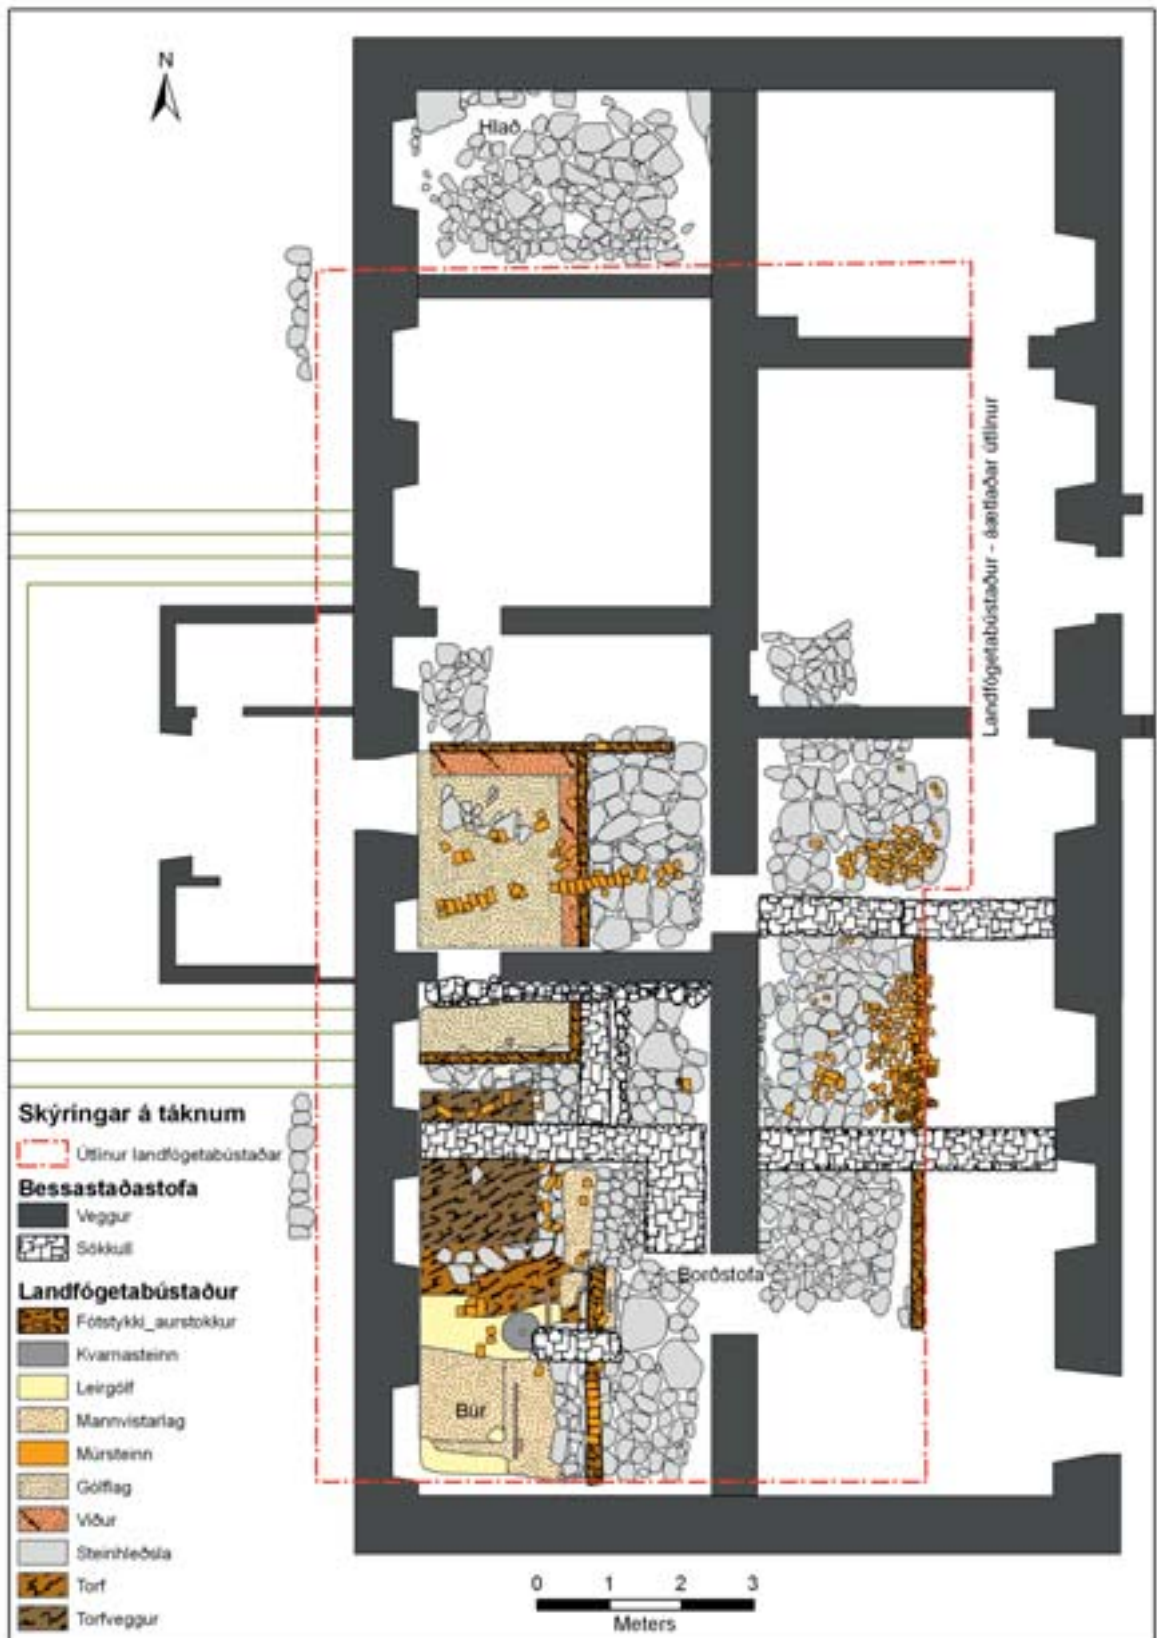 N
Hlað
Landfógetabústaður - áætlaðar útlínur
Skýringar á táknum
Útlínur landfógetabústaðar
Bessastaðastofa
Veggur
Sökkull
Landfógetabústaður
Fótstykki_aurstokkur
Kvarnasteinn
Leirgólf
Mannvistarlag
Múrsteinn
Gólflag
Viður
Steinhleðsla
Torf
Torfveggur
Borðstofa
Búr
0 1 2 3
Meters